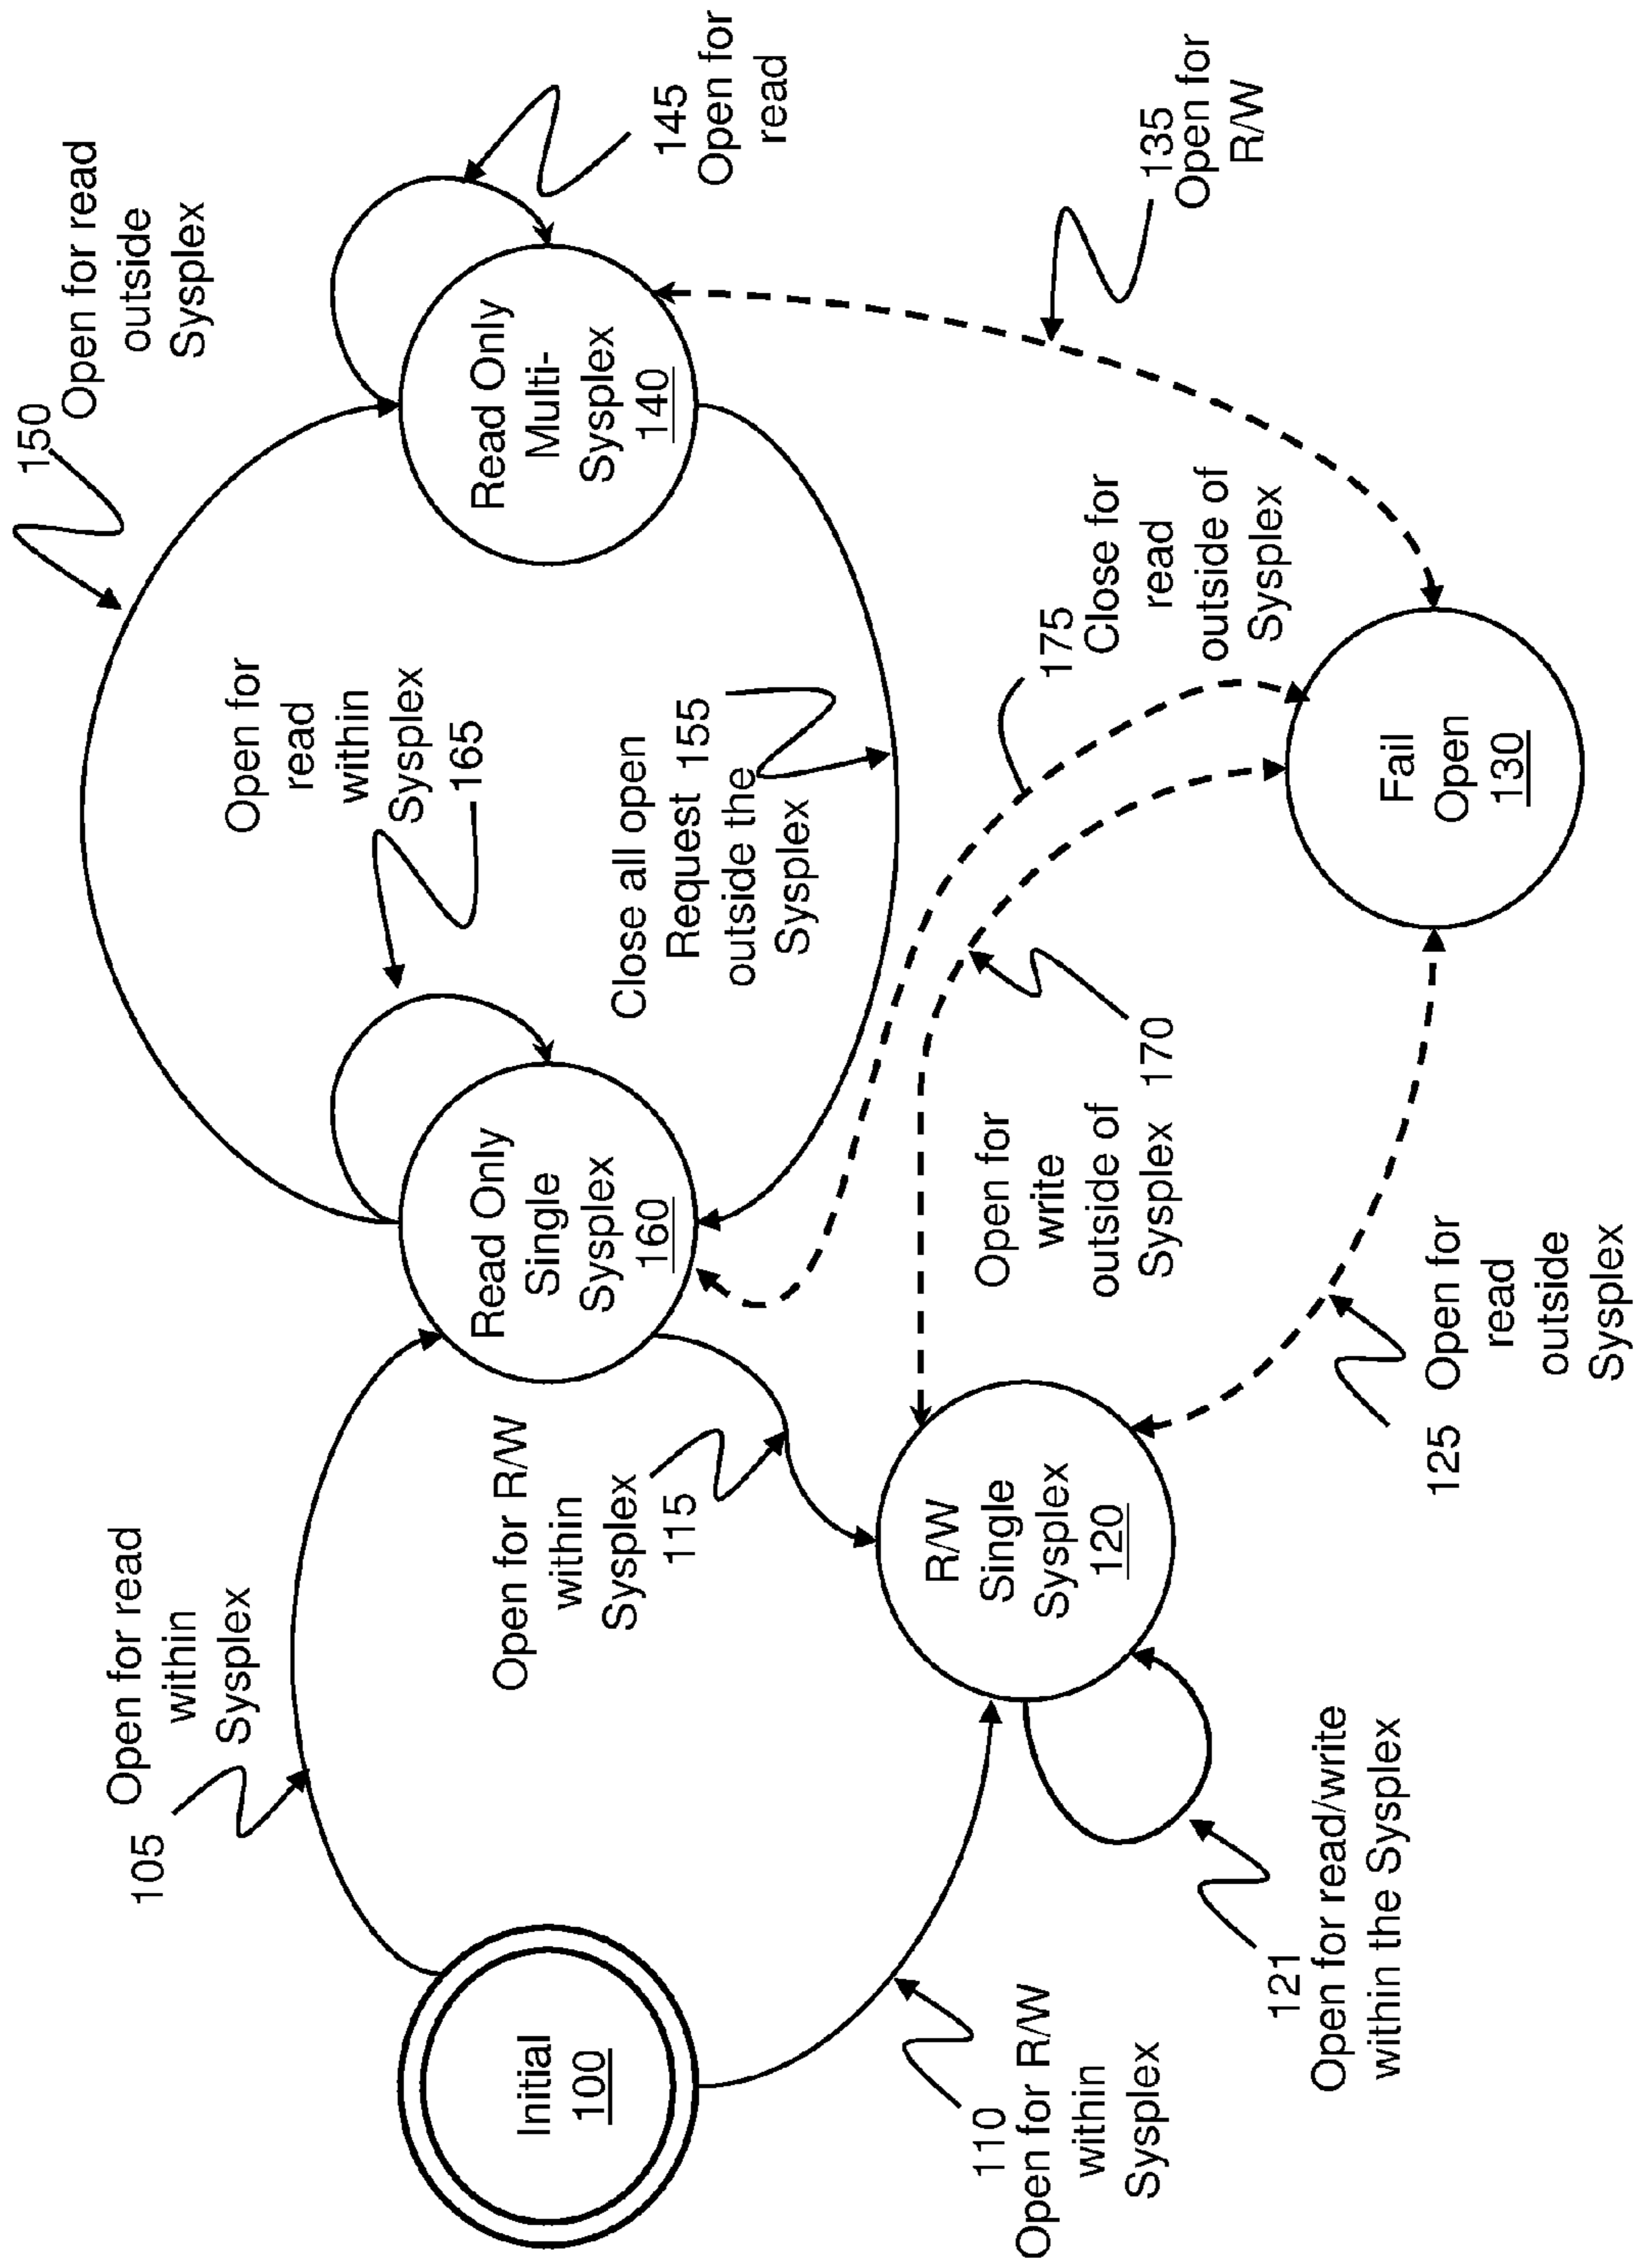 150
Open for read
outside
Sysplex
105
Open for read
within
Sysplex
Open for
read
within
Sysplex
165
145
Open for
read
Initial
100
Read Only
Single
Sysplex
160
Read Only
Multi-
Sysplex
140
Open for R/W
within
Sysplex
115
Close all open
Request 155
outside the
Sysplex
175
Close for
read
outside of
Sysplex
135
Open for
R/W
R/W
Single
Sysplex
120
Open for
write
outside of
Sysplex 170
110
Open for R/W
within
Sysplex
121
Open for read/write
within the Sysplex
125
Open for
read
outside
Sysplex
Fail
Open
130